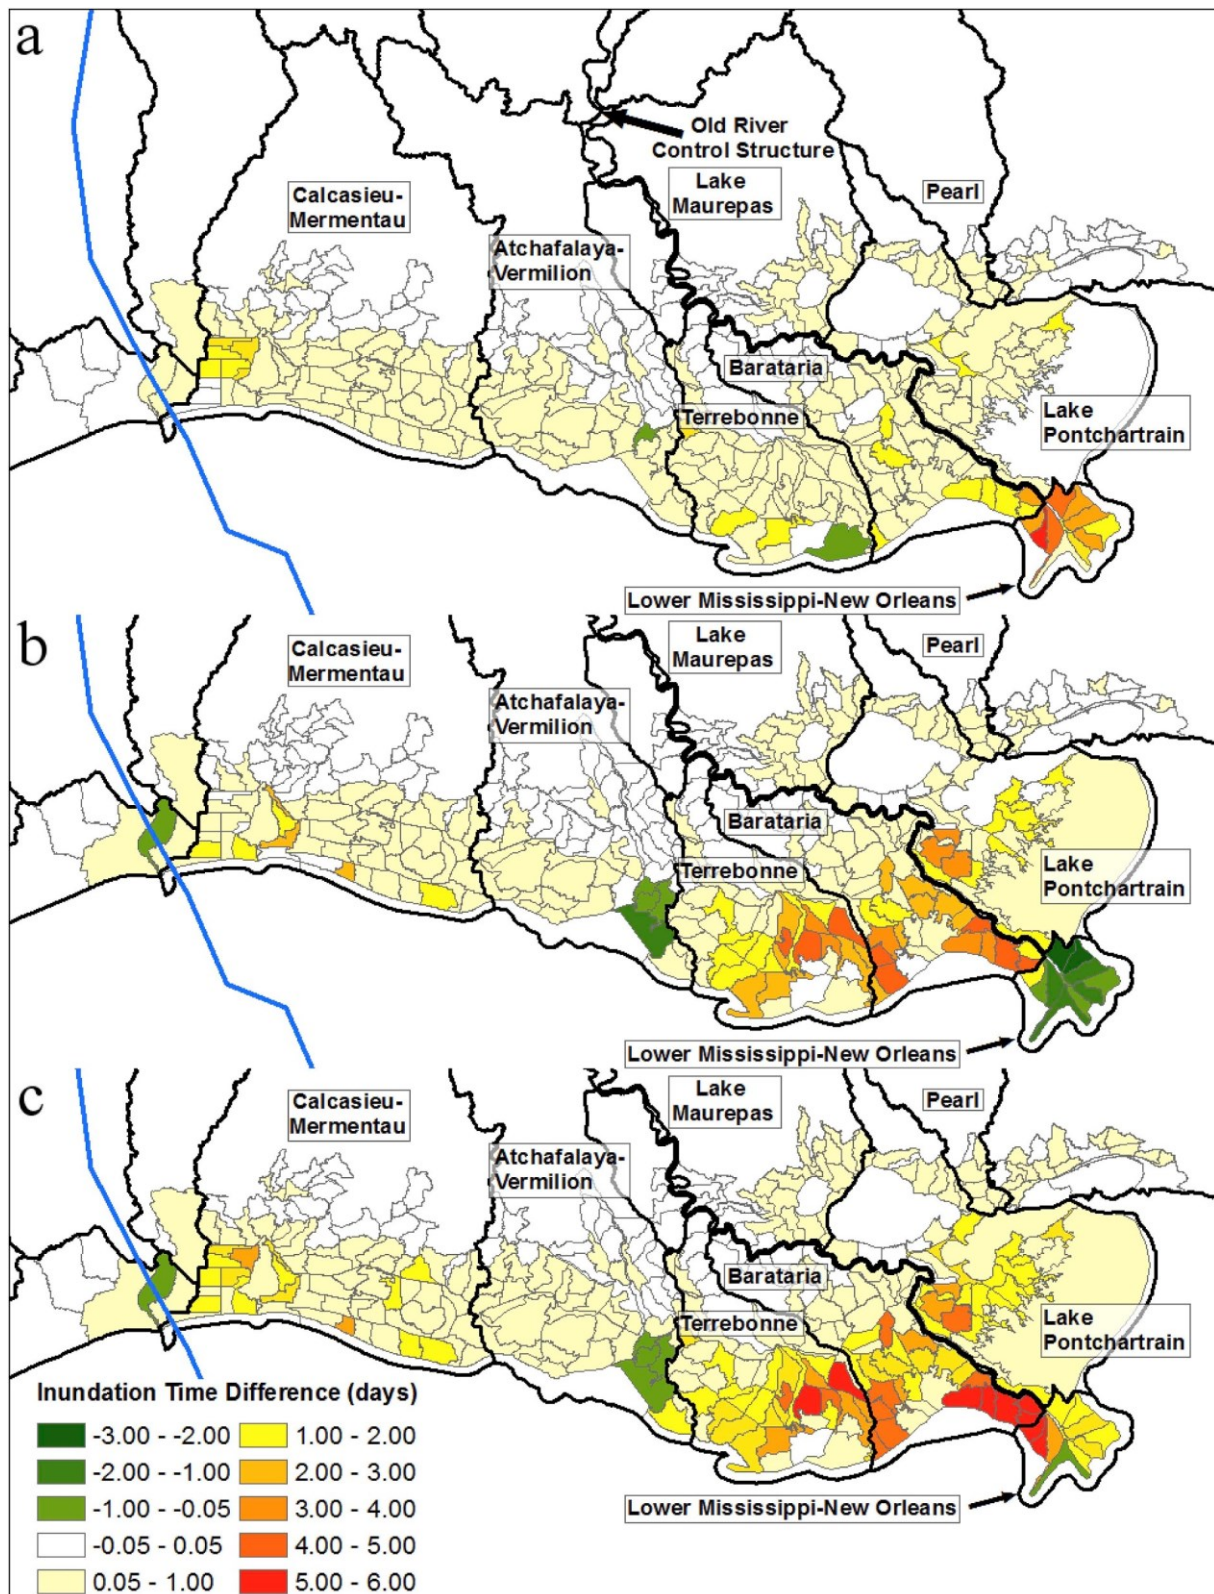 a
Old River
Control Structure
Calcasieu-
Mermentau
Lake
Maurepas
Pearl
Atchafalaya-
Vermilion
Barataria
Terrebonne
Lake
Pontchartrain
Lower Mississippi-New Orleans
b
Calcasieu-
Mermentau
Lake
Maurepas
Pearl
Atchafalaya-
Vermilion
Barataria
Terrebonne
Lake
Pontchartrain
Lower Mississippi-New Orleans
c
Calcasieu-
Mermentau
Lake
Maurepas
Pearl
Atchafalaya-
Vermilion
Barataria
Terrebonne
Lake
Pontchartrain
Lower Mississippi-New Orleans
Inundation Time Difference (days)
-3.00 - -2.00
-2.00 - -1.00
-1.00 - -0.05
-0.05 - 0.05
0.05 - 1.00
1.00 - 2.00
2.00 - 3.00
3.00 - 4.00
4.00 - 5.00
5.00 - 6.00